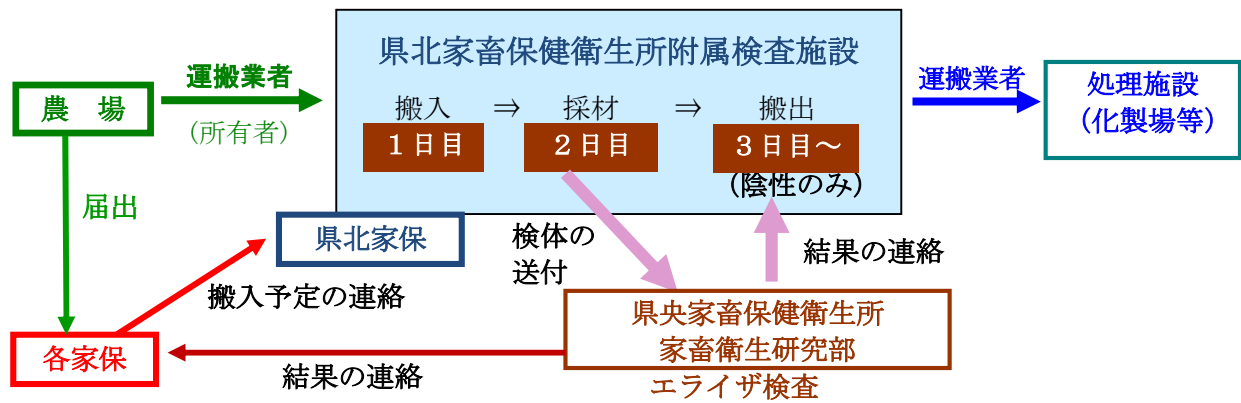 県北家畜保健衛生所附属検査施設
運搬業者
運搬業者
農　場
(所有者)
搬入　⇒　採材　⇒　搬出
１日目　２日目　３日目～
(陰性のみ)
処理施設
(化製場等)
届出
県北家保
検体の
送付
結果の連絡
搬入予定の連絡
県央家畜保健衛生所
家畜衛生研究部
各家保
結果の連絡
エライザ検査